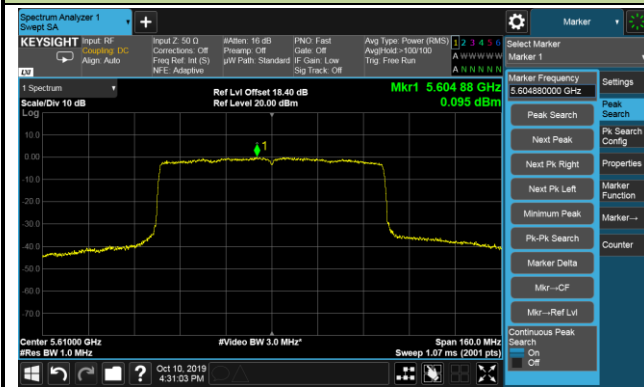 Spectrum Analyzer 1
Swept SA
Marker
KEYSIGHT
Input: RF
Coupling: DC
Align: Auto
Input Z: 50 Ω
Corrections: Off
Freq Ref: Int (S)
NFE: Adaptive
#Atten: 16 dB
Preamp: Off
µW Path: Standard
PNO: Fast
Gate: Off
IF Gain: Low
Sig Track: Off
Avg Type: Power (RMS)
Avg|Hold:>100/100
Trig: Free Run
1 2 3 4 5 6
A W W W W W
A N N N N N
Select Marker
Marker 1
LXI
1 Spectrum
Scale/Div 10 dB
Log
Ref Lvl Offset 18.40 dB
Ref Level 20.00 dBm
Mkr1 5.604 88 GHz
0.095 dBm
10.0
0.00
-10.0
-20.0
-30.0
-40.0
-50.0
-60.0
-70.0
1
Center 5.61000 GHz
#Res BW 1.0 MHz
#Video BW 3.0 MHz*
Span 160.0 MHz
Sweep 1.07 ms (2001 pts)
Marker Frequency
5.604880000 GHz
Peak Search
Next Peak
Next Pk Right
Next Pk Left
Minimum Peak
Pk-Pk Search
Marker Delta
Mkr→CF
Mkr→Ref Lvl
Continuous Peak
Search
On
Off
Settings
Peak
Search
Pk Search
Config
Properties
Marker
Function
Marker→
Counter
?
Oct 10, 2019
4:31:03 PM